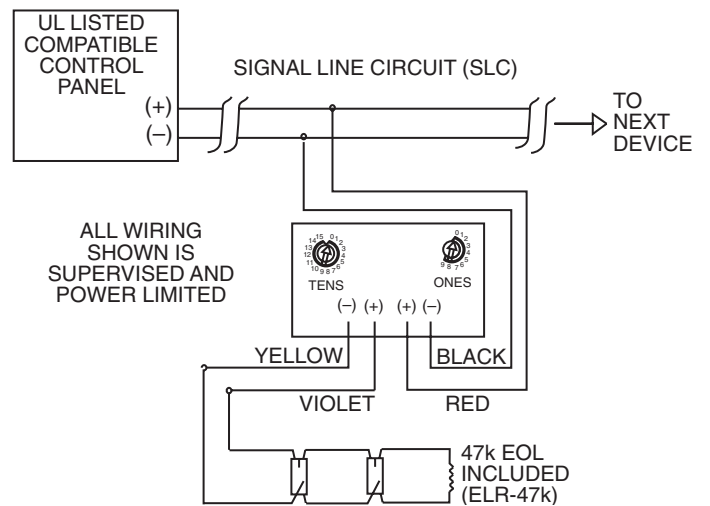 UL LISTED
COMPATIBLE
CONTROL
PANEL
(+)
(–)
SIGNAL LINE CIRCUIT (SLC)
TO
NEXT
DEVICE
ALL WIRING
SHOWN IS
SUPERVISED AND
POWER LIMITED
0 1 2 3 4 5 6 7 8 9 10 11 12 13 14 15
TENS
0 1 2 3 4 5 6 7 8 9
ONES
(–) (+) (+) (–)
YELLOW
BLACK
VIOLET
RED
47k EOL
INCLUDED
(ELR-47k)